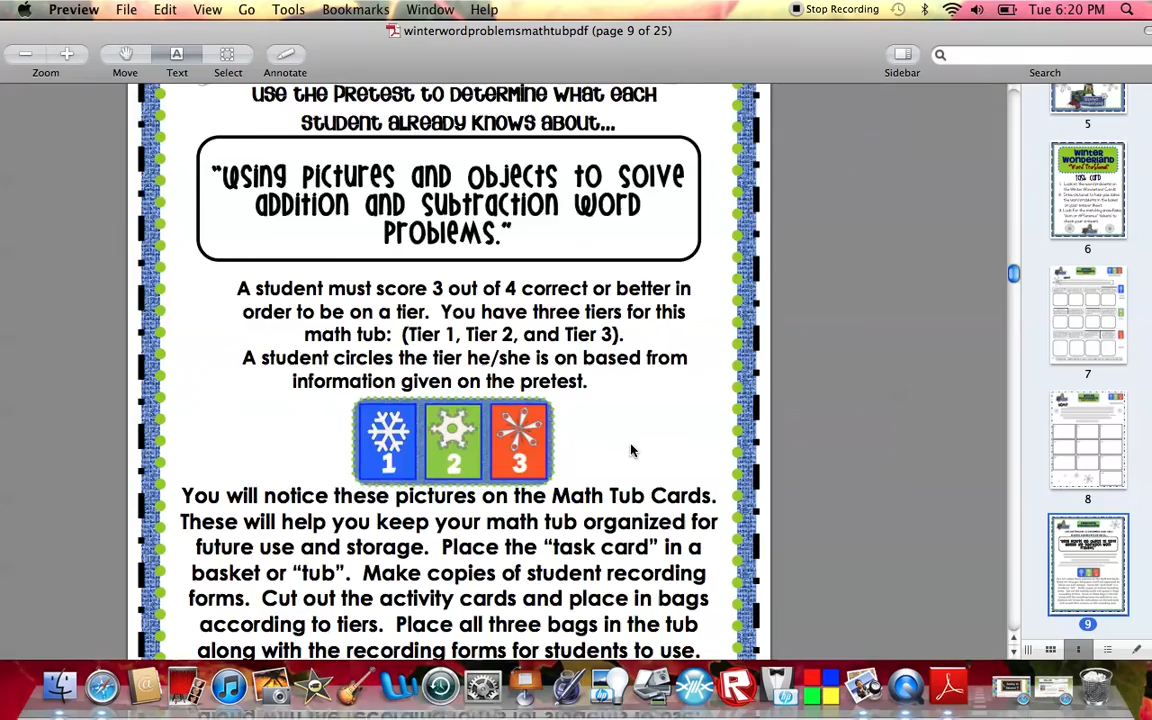 Preview File Edit View Go Tools Bookmarks Window Help Stop Recording Tue 6:20 PM
winterwordproblemsmathtubpdf (page 9 of 25)
Zoom Move Text Select Annotate Sidebar Search
Use the Pretest to determine what each
student already knows about...
"Using pictures and objects to solve
addition and subtraction word
problems."
A student must score 3 out of 4 correct or better in
order to be on a tier. You have three tiers for this
math tub: (Tier 1, Tier 2, and Tier 3).
A student circles the tier he/she is on based from
information given on the pretest.
1 2 3
You will notice these pictures on the Math Tub Cards.
These will help you keep your math tub organized for
future use and storage. Place the "task card" in a
basket or "tub". Make copies of student recording
forms. Cut out the activity cards and place in bags
according to tiers. Place all three bags in the tub
along with the recording forms for students to use.
5
Winter
Wonderland
Task Card
6
7
8
9